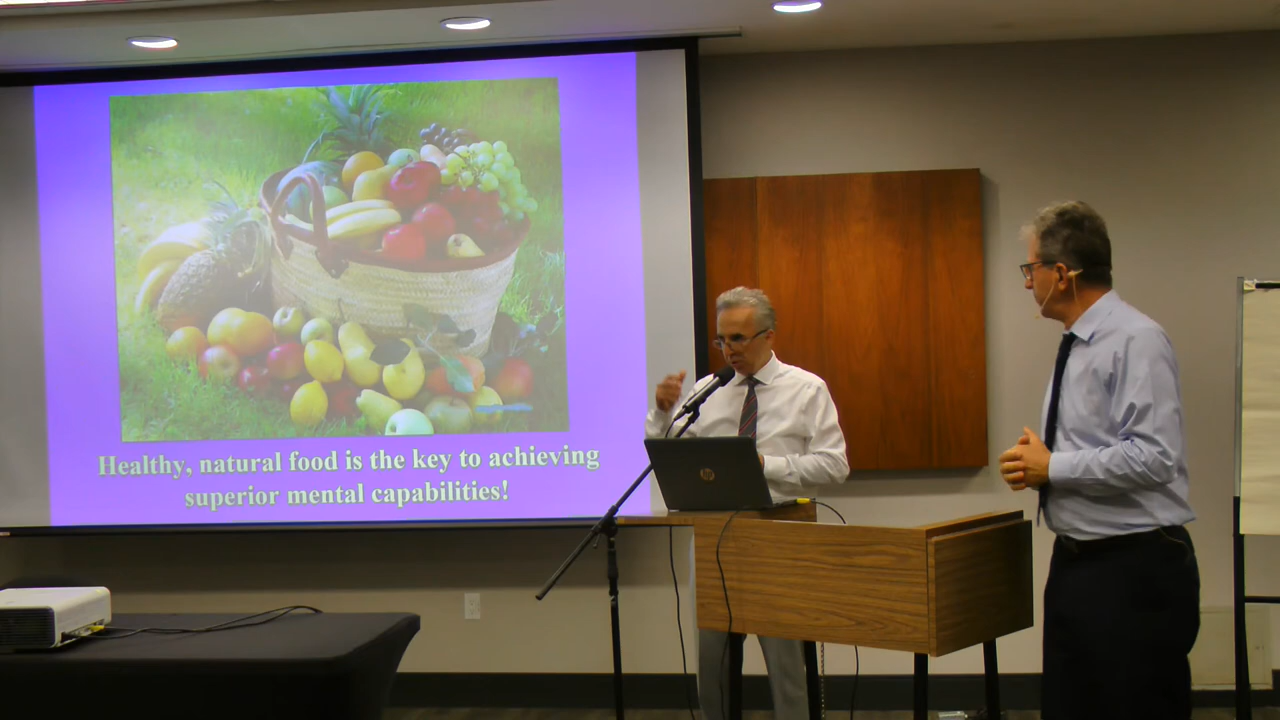 Healthy, natural food is the key to achieving
superior mental capabilities!
hp